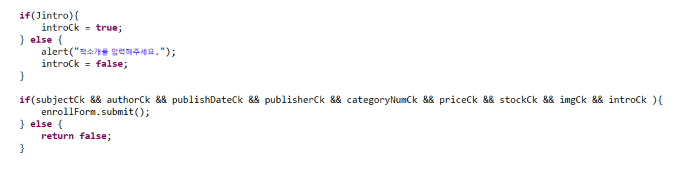 if(Jintro){
introCk = true;
} else {
alert("책소개를 입력해주세요.");
introCk = false;
}
if(subjectCk && authorCk && publishDateCk && publisherCk && categoryNumCk && priceCk && stockCk && imgCk && introCk ){
enrollForm.submit();
} else {
return false;
}